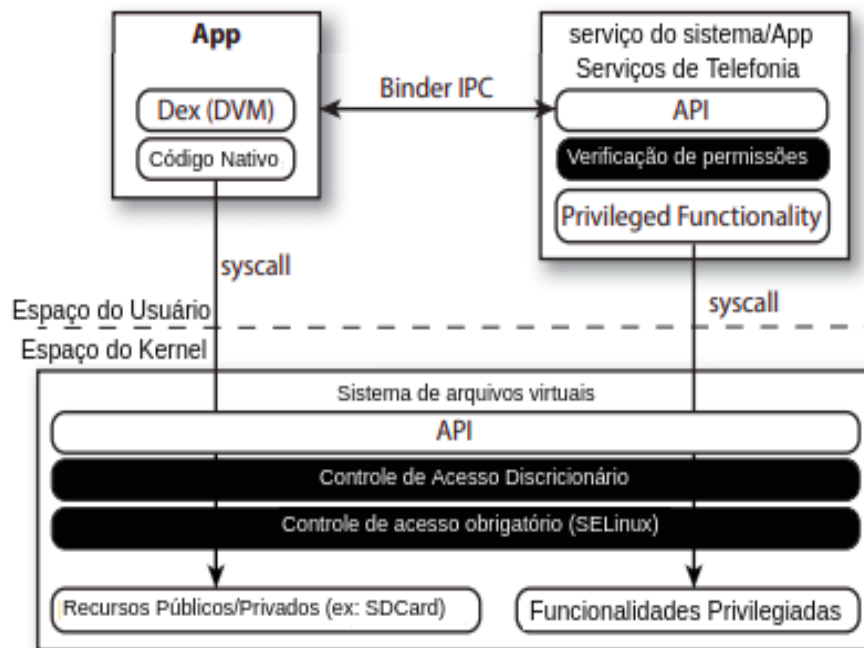 App
Dex (DVM)
Código Nativo
Binder IPC
serviço do sistema/App
Serviços de Telefonia
API
Verificação de permissões
Privileged Functionality
syscall
syscall
Espaço do Usuário
Espaço do Kernel
Sistema de arquivos virtuais
API
Controle de Acesso Discricionário
Controle de acesso obrigatório (SELinux)
Recursos Públicos/Privados (ex: SDCard)
Funcionalidades Privilegiadas